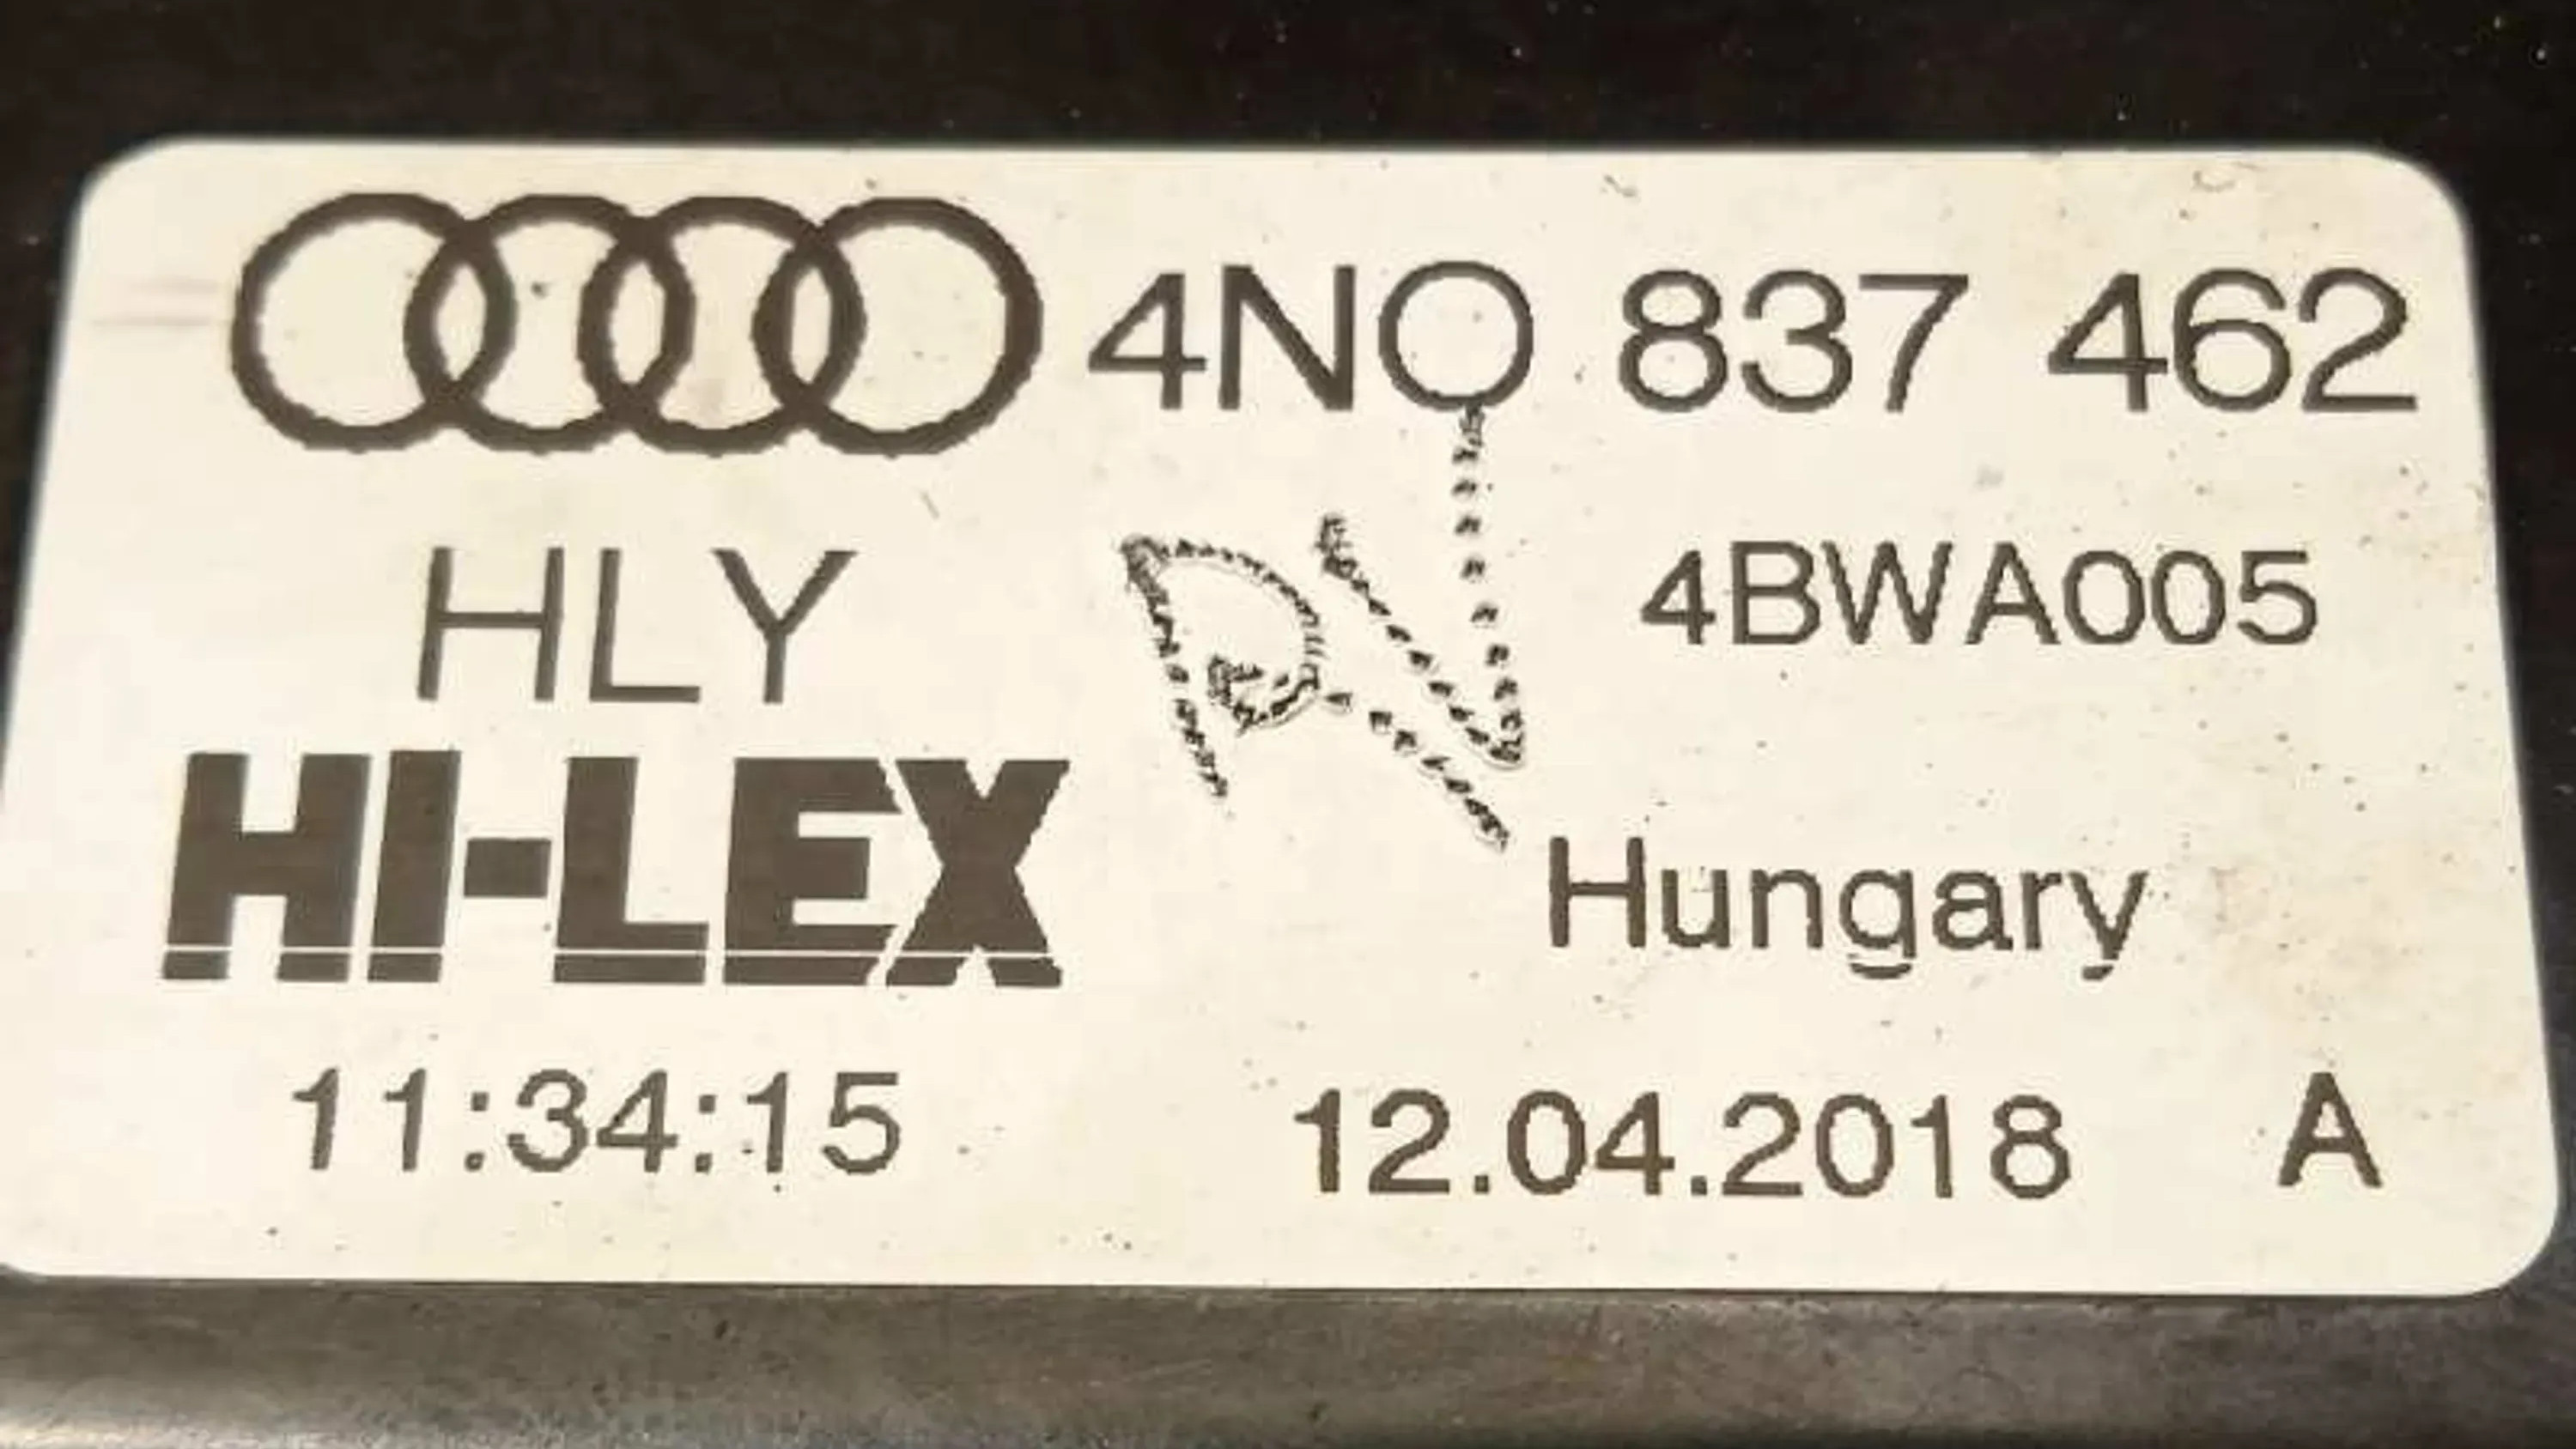 4N0 837 462
HLY
4BWA005
HI-LEX
Hungary
11:34:15
12.04.2018 A